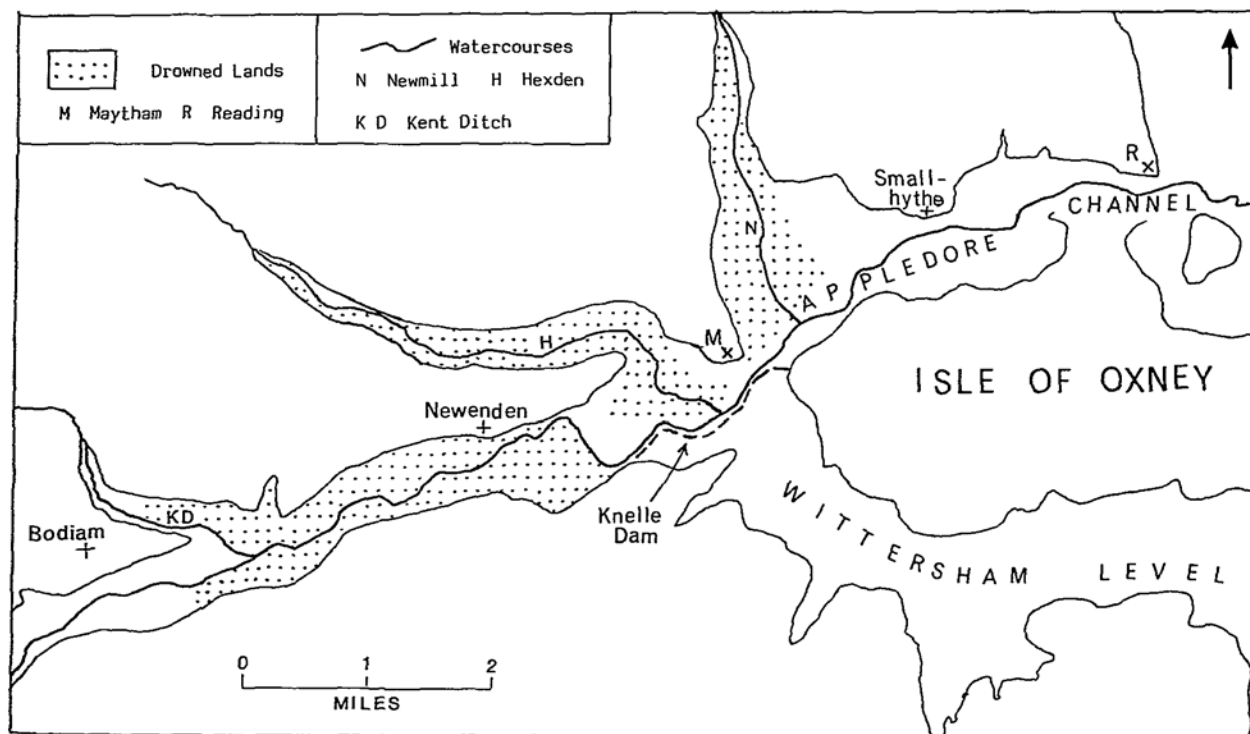 Drowned Lands
M Maytham R Reading
Watercourses
N Newmill H Hexden
K D Kent Ditch
R
Small-
hythe
CHANNEL
N
APPLEDORE
M
H
ISLE OF OXNEY
Newenden
KD
Bodiam
Knelle
Dam
WITTERSHAM LEVEL
0 1 2
MILES